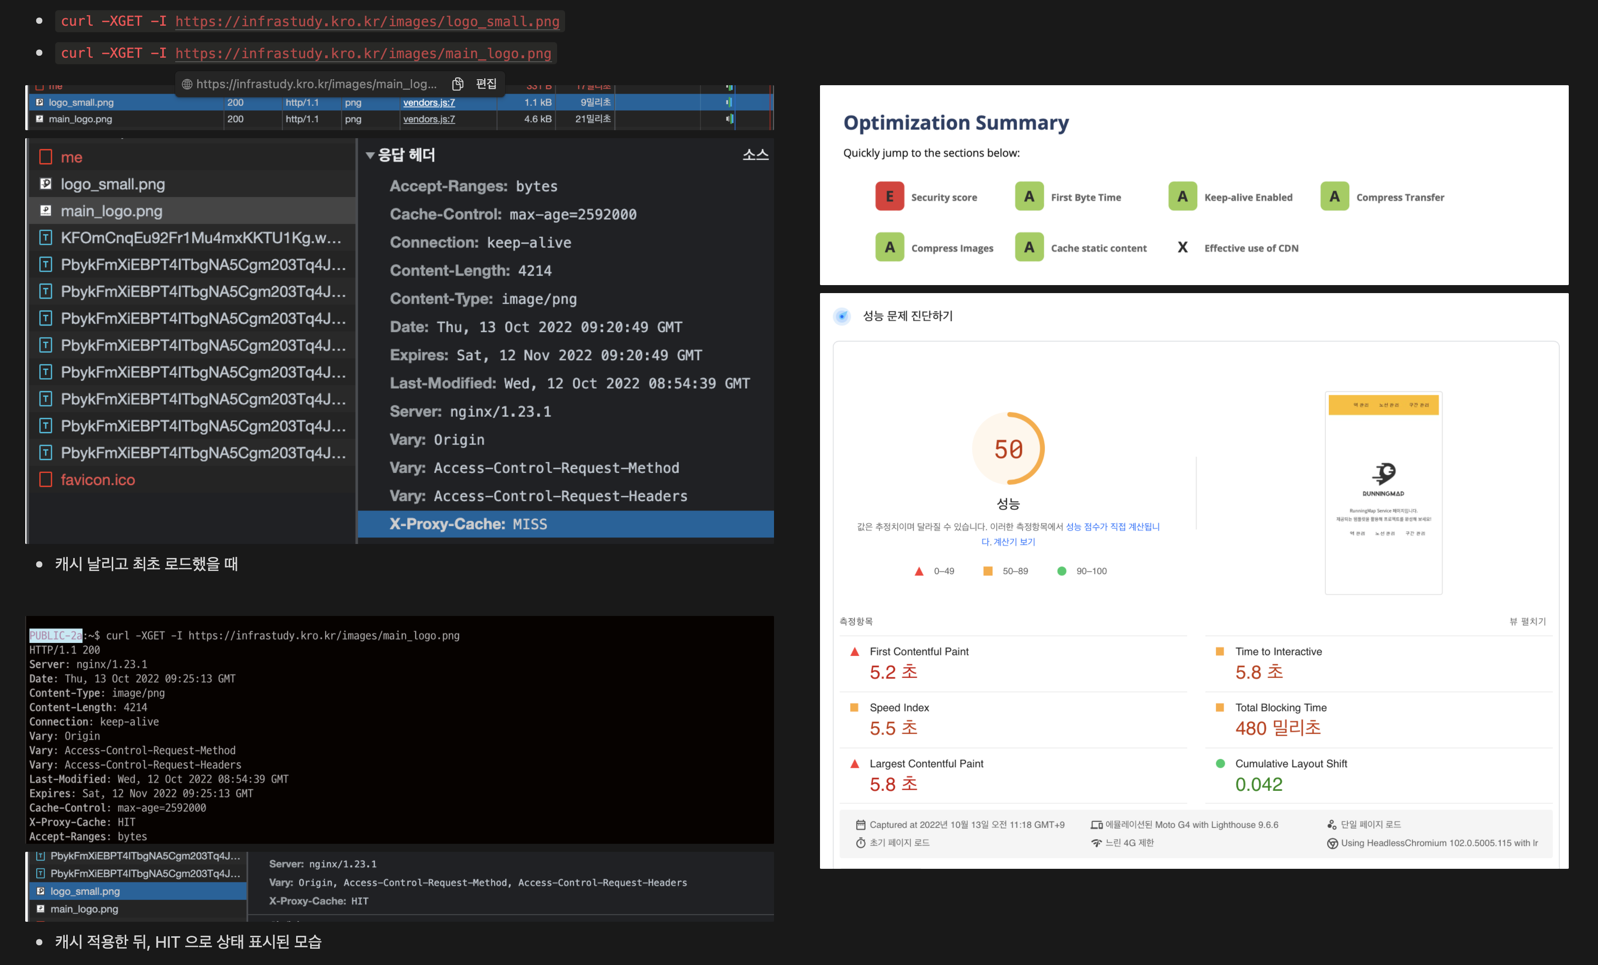 curl -XGET -I https://infrastudy.kro.kr/images/logo_small.png
curl -XGET -I https://infrastudy.kro.kr/images/main_logo.png
https://infrastudy.kro.kr/images/main_log... 편집
me 331 B 17밀리초
logo_small.png 200 http/1.1 png vendors.js:7 1.1 kB 9밀리초
main_logo.png 200 http/1.1 png vendors.js:7 4.6 kB 21밀리초
me
logo_small.png
main_logo.png
KFOmCnqEu92Fr1Mu4mxKKTU1Kg.w...
PbykFmXiEBPT4ITbgNA5Cgm203Tq4J...
PbykFmXiEBPT4ITbgNA5Cgm203Tq4J...
PbykFmXiEBPT4ITbgNA5Cgm203Tq4J...
PbykFmXiEBPT4ITbgNA5Cgm203Tq4J...
PbykFmXiEBPT4ITbgNA5Cgm203Tq4J...
PbykFmXiEBPT4ITbgNA5Cgm203Tq4J...
PbykFmXiEBPT4ITbgNA5Cgm203Tq4J...
PbykFmXiEBPT4ITbgNA5Cgm203Tq4J...
favicon.ico
응답 헤더 소스
Accept-Ranges: bytes
Cache-Control: max-age=2592000
Connection: keep-alive
Content-Length: 4214
Content-Type: image/png
Date: Thu, 13 Oct 2022 09:20:49 GMT
Expires: Sat, 12 Nov 2022 09:20:49 GMT
Last-Modified: Wed, 12 Oct 2022 08:54:39 GMT
Server: nginx/1.23.1
Vary: Origin
Vary: Access-Control-Request-Method
Vary: Access-Control-Request-Headers
X-Proxy-Cache: MISS
캐시 날리고 최초 로드했을 때
PUBLIC-2a:~$ curl -XGET -I https://infrastudy.kro.kr/images/main_logo.png
HTTP/1.1 200
Server: nginx/1.23.1
Date: Thu, 13 Oct 2022 09:25:13 GMT
Content-Type: image/png
Content-Length: 4214
Connection: keep-alive
Vary: Origin
Vary: Access-Control-Request-Method
Vary: Access-Control-Request-Headers
Last-Modified: Wed, 12 Oct 2022 08:54:39 GMT
Expires: Sat, 12 Nov 2022 09:25:13 GMT
Cache-Control: max-age=2592000
X-Proxy-Cache: HIT
Accept-Ranges: bytes
PbykFmXiEBPT4ITbgNA5Cgm203Tq4J...
PbykFmXiEBPT4ITbgNA5Cgm203Tq4J...
logo_small.png
main_logo.png
Server: nginx/1.23.1
Vary: Origin, Access-Control-Request-Method, Access-Control-Request-Headers
X-Proxy-Cache: HIT
캐시 적용한 뒤, HIT 으로 상태 표시된 모습
Optimization Summary
Quickly jump to the sections below:
E Security score A First Byte Time A Keep-alive Enabled A Compress Transfer
A Compress Images A Cache static content X Effective use of CDN
성능 문제 진단하기
50
성능
값은 추정치이며 달라질 수 있습니다. 이러한 측정항목에서 성능 점수가 직접 계산됩니
다. 계산기 보기
0–49 50–89 90–100
RUNNINGMAP
RunningMap Service 페이지입니다.
측정항목 뷰 펼치기
First Contentful Paint
5.2 초
Time to Interactive
5.8 초
Speed Index
5.5 초
Total Blocking Time
480 밀리초
Largest Contentful Paint
5.8 초
Cumulative Layout Shift
0.042
Captured at 2022년 10월 13일 오전 11:18 GMT+9 에뮬레이션된 Moto G4 with Lighthouse 9.6.6 단일 페이지 로드
초기 페이지 로드 느린 4G 제한 Using HeadlessChromium 102.0.5005.115 with lr